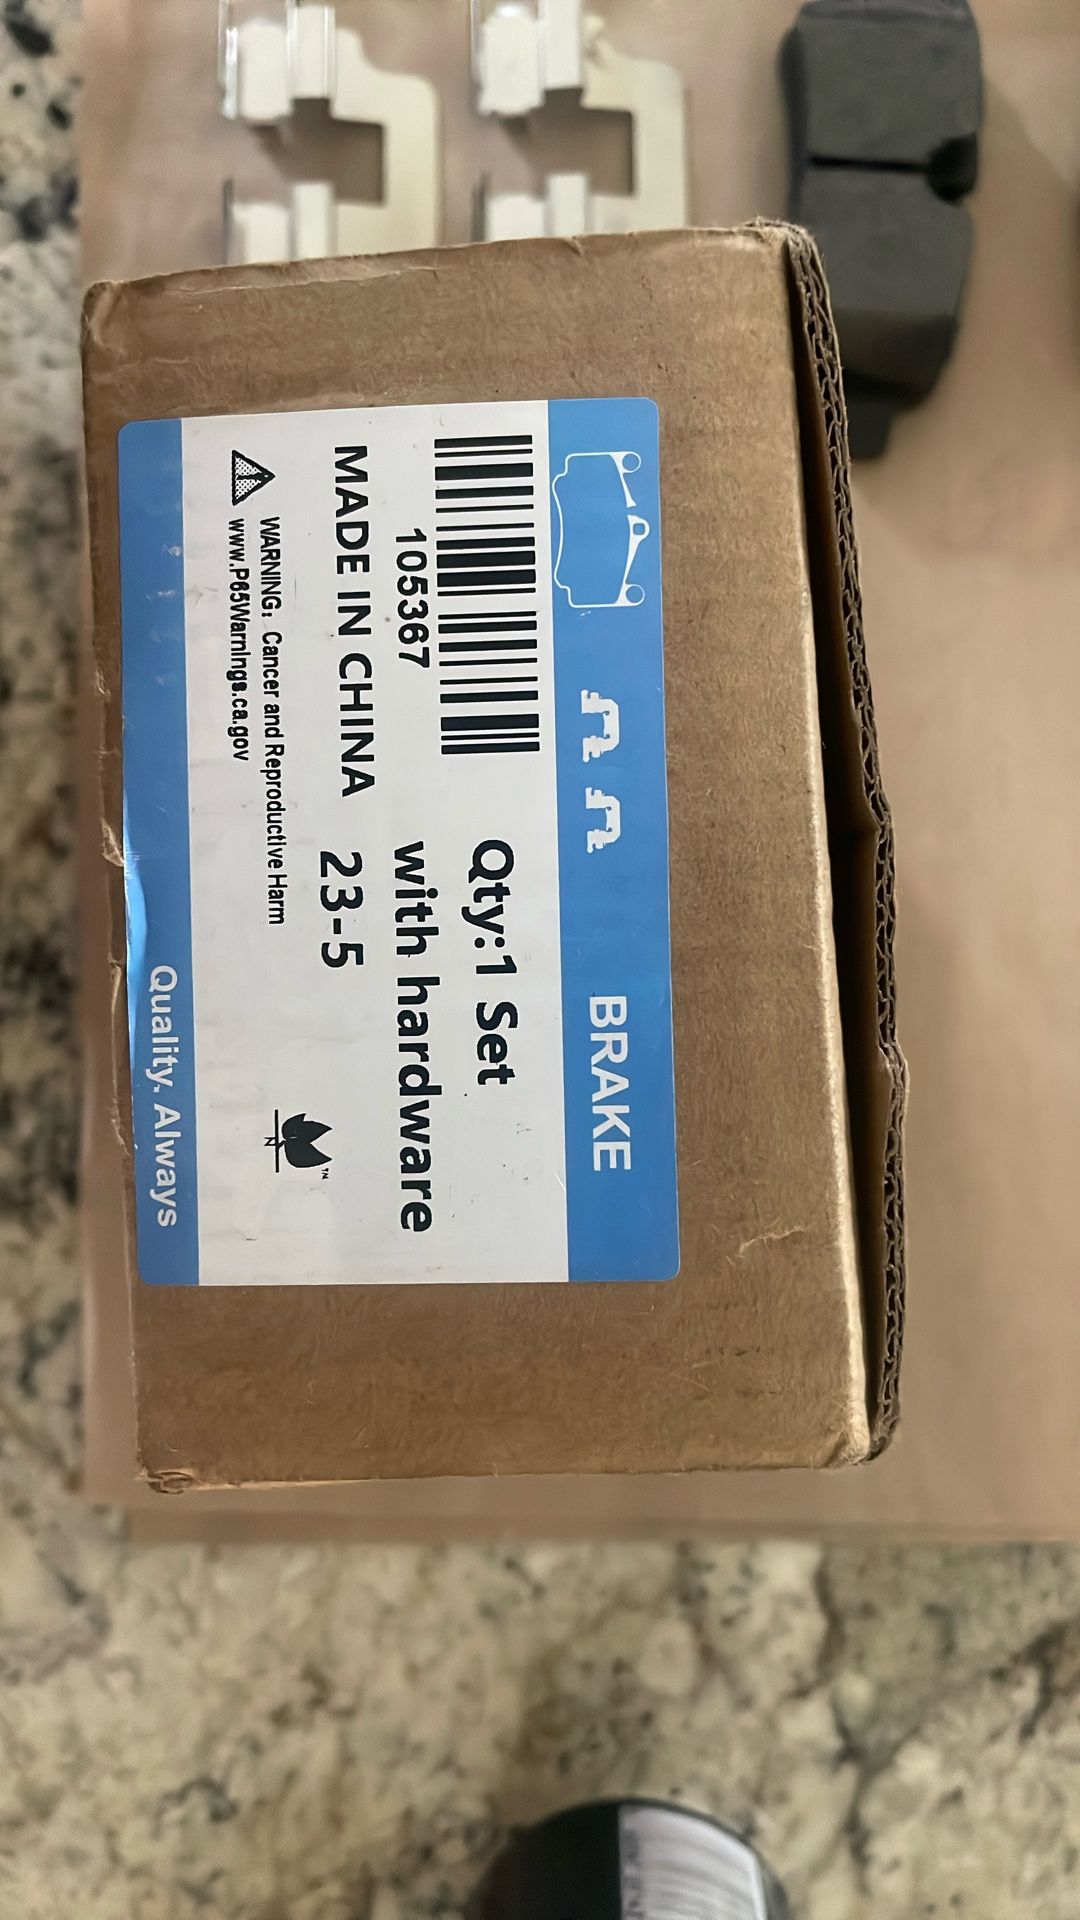 BRAKE
105367
Qty:1 Set
with hardware
MADE IN CHINA 23-5
WARNING: Cancer and Reproductive Harm
www.P65Warnings.ca.gov
N
TM
Quality. Always